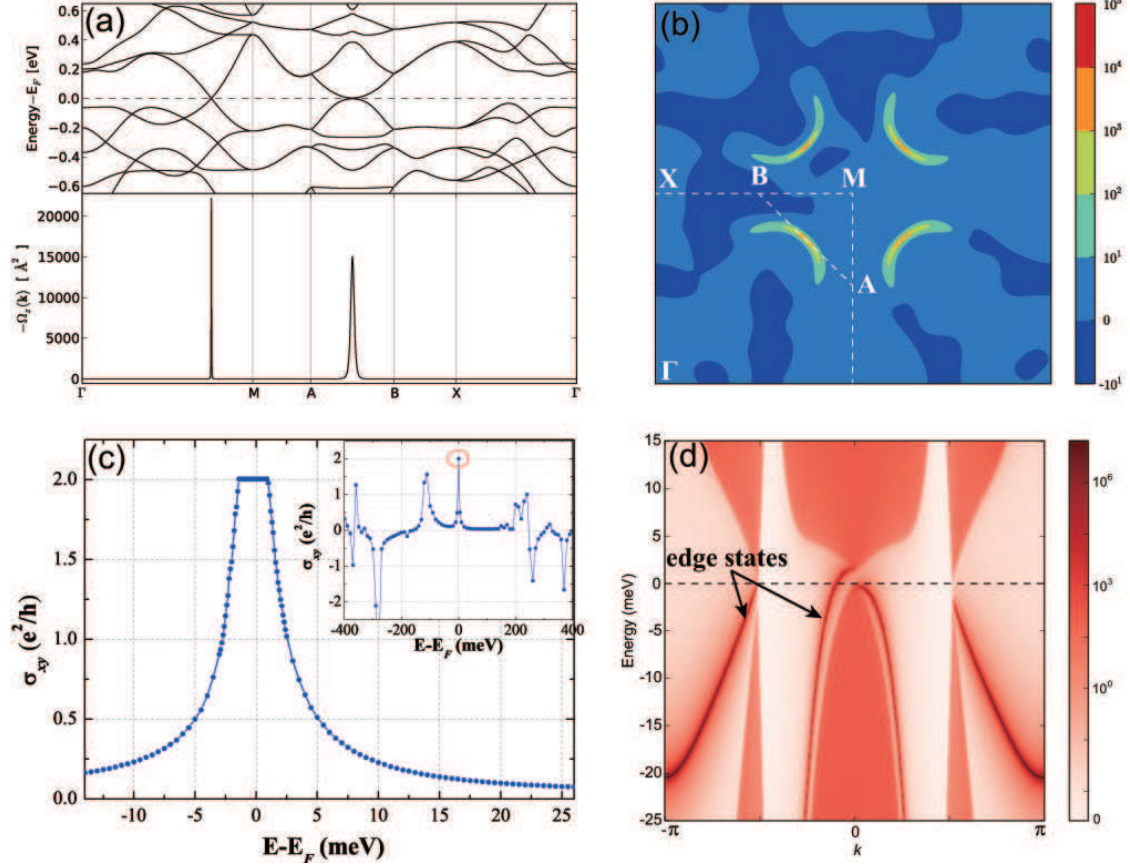 (a)
0.6
0.4
0.2
0.0
−0.2
−0.4
−0.6
Energy−E_F [eV]
20000
15000
10000
5000
0
−Ω_z(k) [ Å² ]
Γ M A B X Γ
(b)
X B M
A
Γ
10⁵
10⁴
10³
10²
10¹
0
-10¹
(c)
2.0
1.5
1.0
0.5
0.0
σ_xy (e²/h)
-10 -5 0 5 10 15 20 25
E-E_F (meV)
2
1
0
-1
-2
σ_xy (e²/h)
-400 -200 0 200 400
E-E_F (meV)
(d)
15
10
5
0
-5
-10
-15
-20
-25
Energy (meV)
edge states
-π 0 π
k
10⁶
10³
10⁰
0